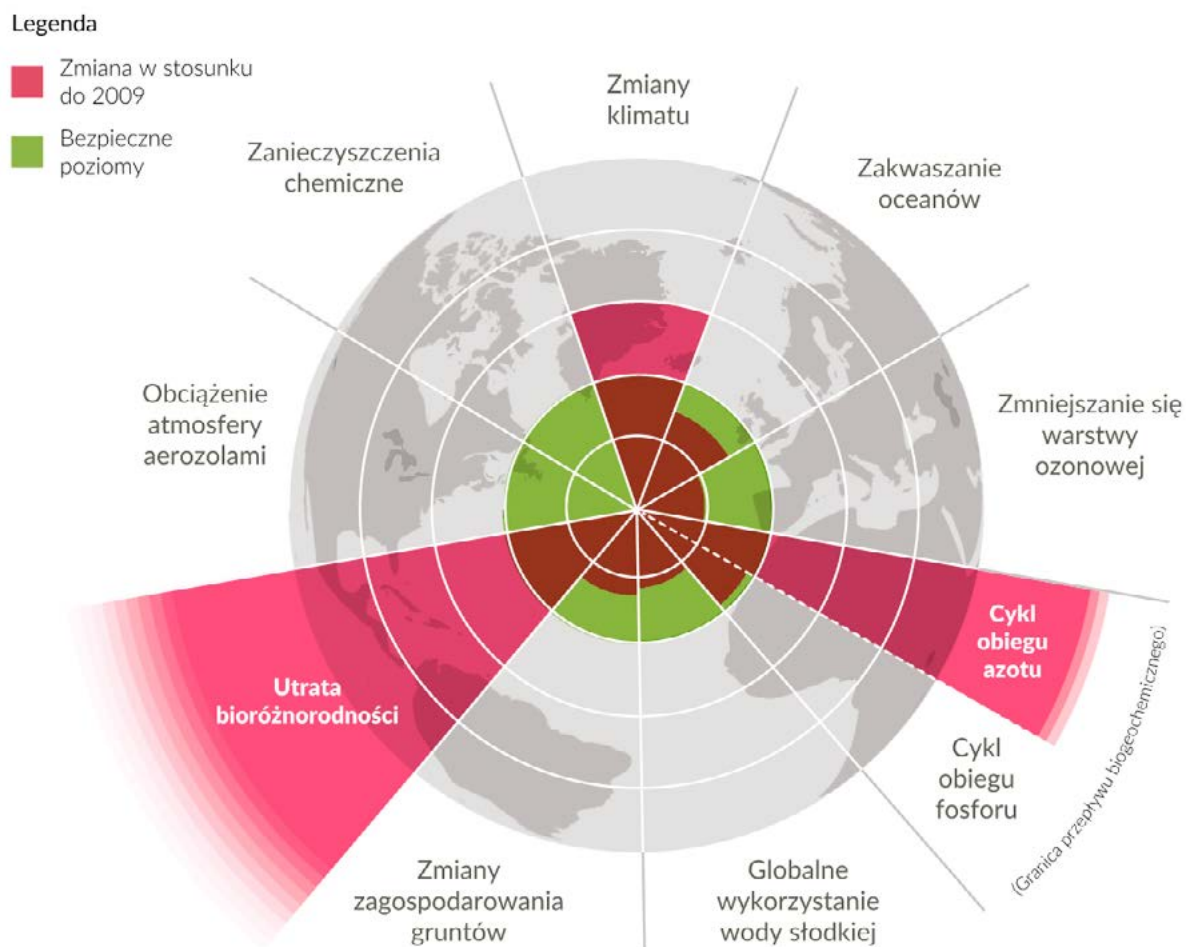 Legenda
Zmiana w stosunku
do 2009
Bezpieczne
poziomy
Zmiany
klimatu
Zakwaszanie
oceanów
Zmniejszanie się
warstwy
ozonowej
Cykl
obiegu
azotu
Cykl
obiegu
fosforu
(Granica przepływu biogeochemicznego)
Globalne
wykorzystanie
wody słodkiej
Zmiany
zagospodarowania
gruntów
Utrata
bioróżnorodności
Obciążenie
atmosfery
aerozolami
Zanieczyszczenia
chemiczne